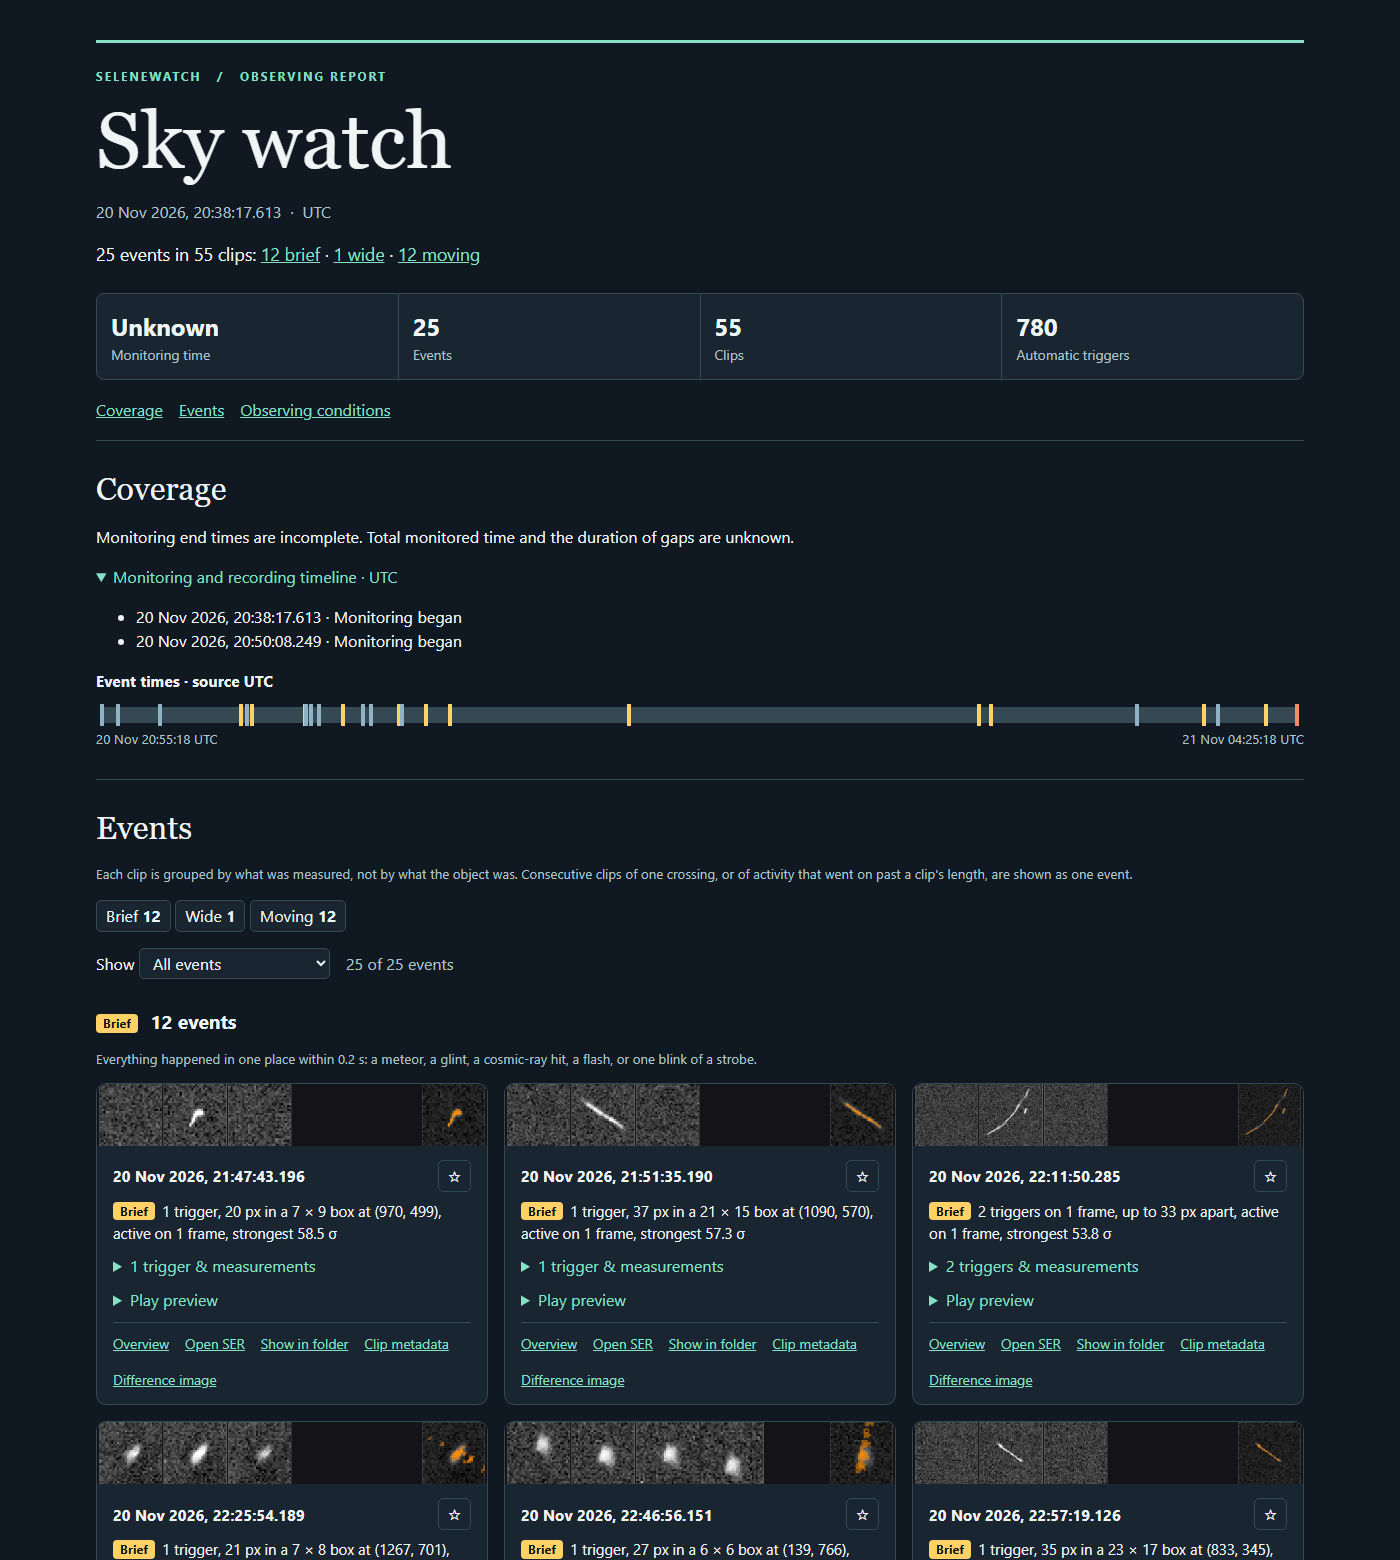 SELENEWATCH / OBSERVING REPORT
Sky watch
20 Nov 2026, 20:38:17.613 · UTC
25 events in 55 clips: 12 brief · 1 wide · 12 moving
Unknown
Monitoring time
25
Events
55
Clips
780
Automatic triggers
Coverage Events Observing conditions
Coverage
Monitoring end times are incomplete. Total monitored time and the duration of gaps are unknown.
▼ Monitoring and recording timeline · UTC
• 20 Nov 2026, 20:38:17.613 · Monitoring began
• 20 Nov 2026, 20:50:08.249 · Monitoring began
Event times · source UTC
20 Nov 20:55:18 UTC
21 Nov 04:25:18 UTC
Events
Each clip is grouped by what was measured, not by what the object was. Consecutive clips of one crossing, or of activity that went on past a clip's length, are shown as one event.
Brief 12 Wide 1 Moving 12
Show All events 25 of 25 events
Brief 12 events
Everything happened in one place within 0.2 s: a meteor, a glint, a cosmic-ray hit, a flash, or one blink of a strobe.
20 Nov 2026, 21:47:43.196 ☆
Brief 1 trigger, 20 px in a 7 × 9 box at (970, 499),
active on 1 frame, strongest 58.5 σ
▶ 1 trigger & measurements
▶ Play preview
Overview Open SER Show in folder Clip metadata
Difference image
20 Nov 2026, 21:51:35.190 ☆
Brief 1 trigger, 37 px in a 21 × 15 box at (1090, 570),
active on 1 frame, strongest 57.3 σ
▶ 1 trigger & measurements
▶ Play preview
Overview Open SER Show in folder Clip metadata
Difference image
20 Nov 2026, 22:11:50.285 ☆
Brief 2 triggers on 1 frame, up to 33 px apart, active
on 1 frame, strongest 53.8 σ
▶ 2 triggers & measurements
▶ Play preview
Overview Open SER Show in folder Clip metadata
Difference image
20 Nov 2026, 22:25:54.189 ☆
Brief 1 trigger, 21 px in a 7 × 8 box at (1267, 701),
20 Nov 2026, 22:46:56.151 ☆
Brief 1 trigger, 27 px in a 6 × 6 box at (139, 766),
20 Nov 2026, 22:57:19.126 ☆
Brief 1 trigger, 35 px in a 23 × 17 box at (833, 345),